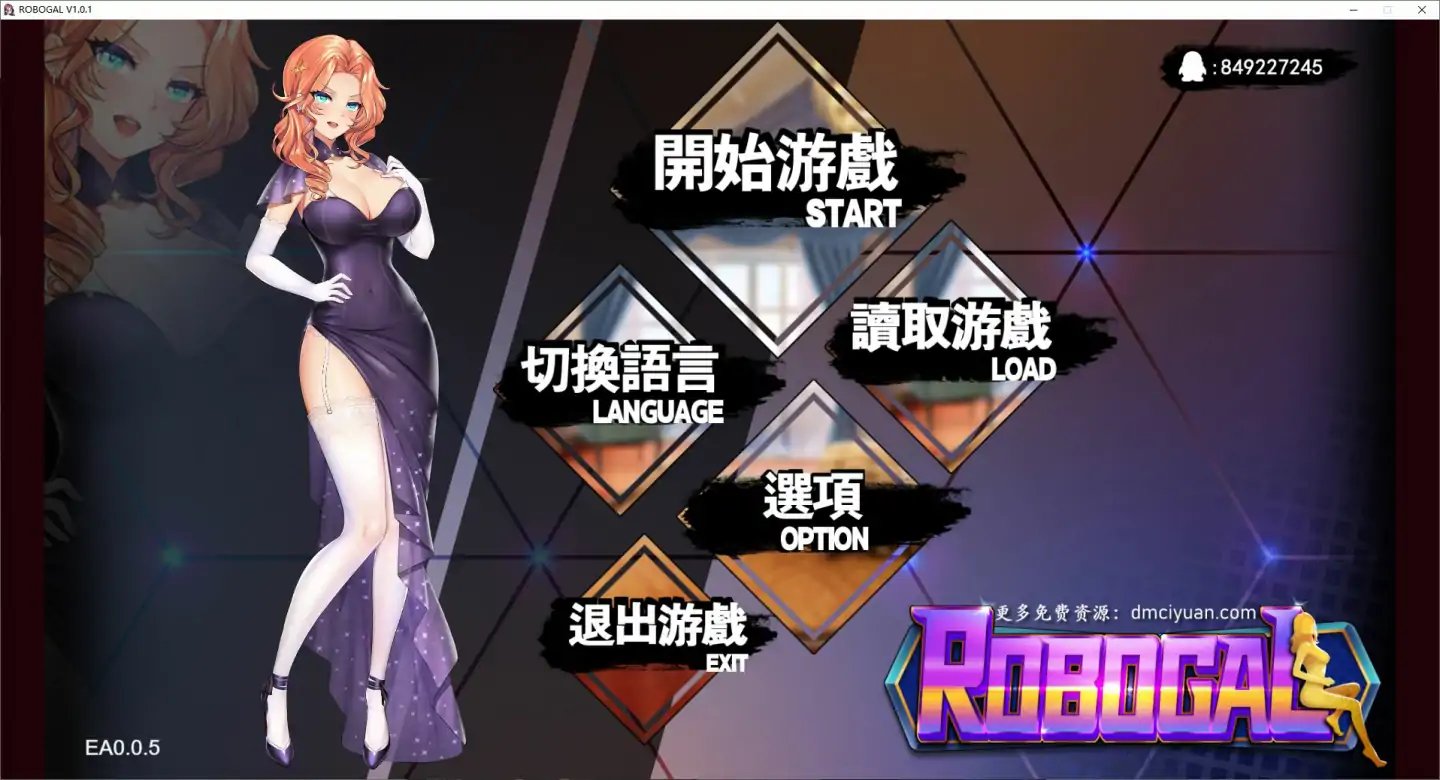 ROBOGAL V1.0.1
:849227245
開始游戲
START
讀取游戲
LOAD
切換語言
LANGUAGE
選項
OPTION
退出游戲
EXIT
更多免费资源：dmciyuan.com
ROBOGAL
EA0.0.5